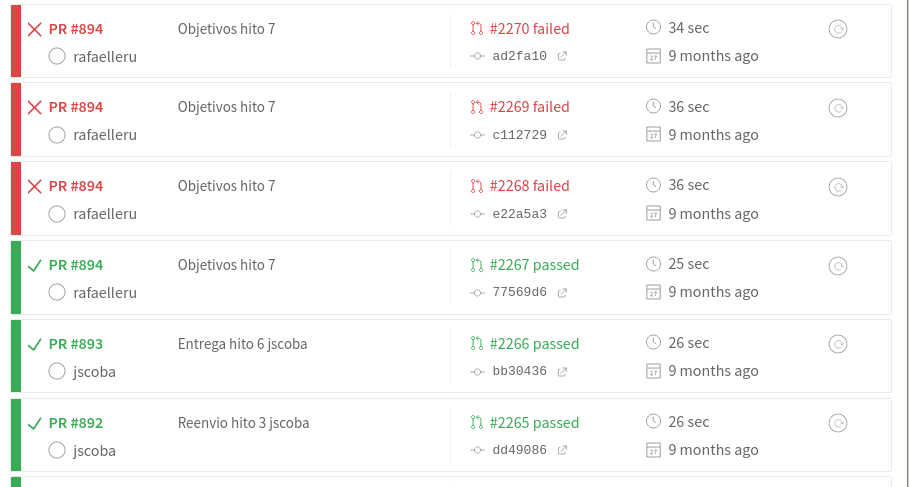 PR #894 Objetivos hito 7 #2270 failed 34 sec
rafaelleru ad2fa10 9 months ago
PR #894 Objetivos hito 7 #2269 failed 36 sec
rafaelleru c112729 9 months ago
PR #894 Objetivos hito 7 #2268 failed 36 sec
rafaelleru e22a5a3 9 months ago
PR #894 Objetivos hito 7 #2267 passed 25 sec
rafaelleru 77569d6 9 months ago
PR #893 Entrega hito 6 jscoba #2266 passed 26 sec
jscoba bb30436 9 months ago
PR #892 Reenvio hito 3 jscoba #2265 passed 26 sec
jscoba dd49086 9 months ago